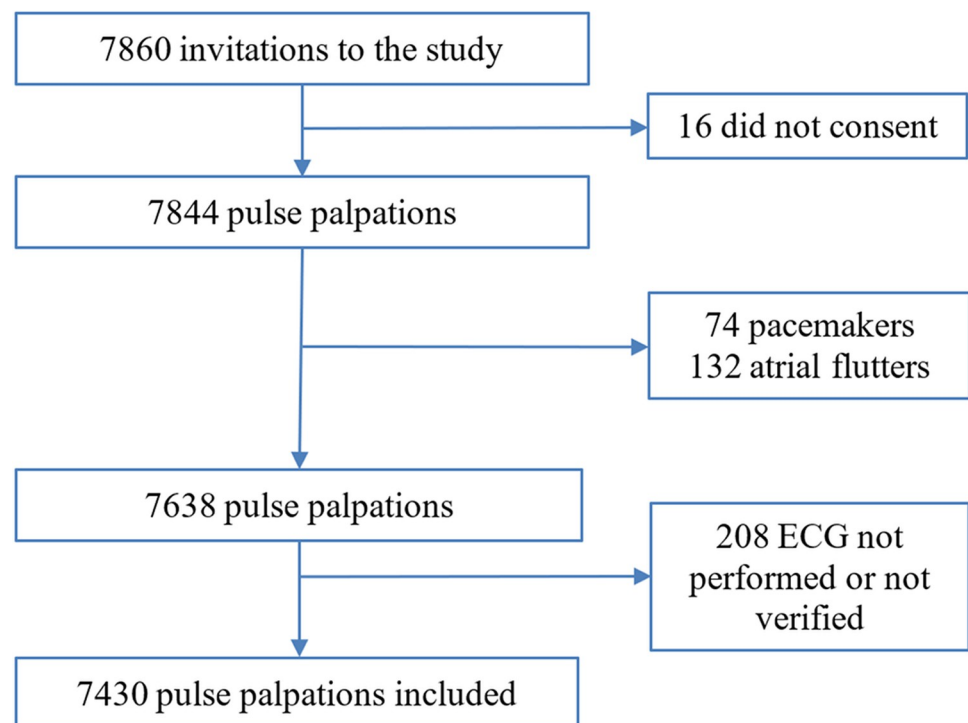 7860 invitations to the study
16 did not consent
7844 pulse palpations
74 pacemakers
132 atrial flutters
7638 pulse palpations
208 ECG not
performed or not
verified
7430 pulse palpations included